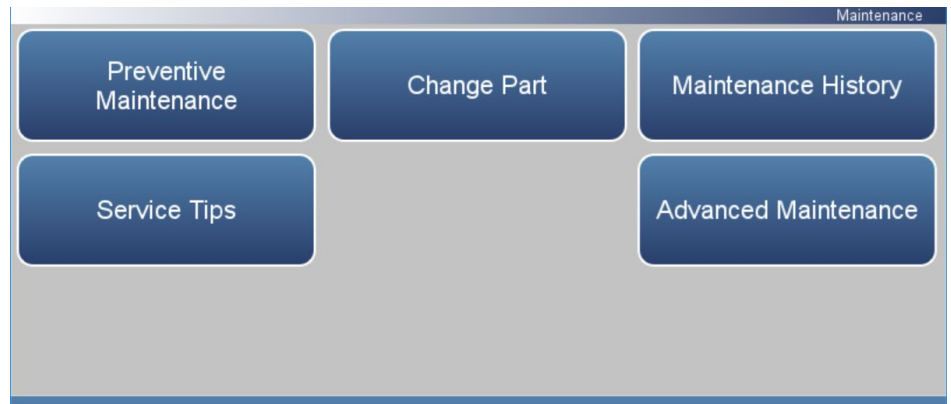 Maintenance
Preventive
Maintenance
Change Part
Maintenance History
Service Tips
Advanced Maintenance